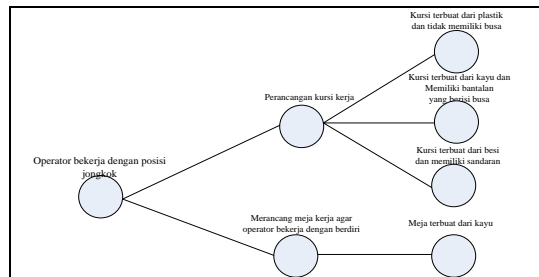 Kursi terbuat dari plastik
dan tidak memiliki busa
Kursi terbuat dari kayu dan
Memiliki bantalan
yang berisi busa
Perancangan kursi kerja
Kursi terbuat dari besi
dan memiliki sandaran
Operator bekerja dengan posisi
jongkok
Merancang meja kerja agar
operator bekerja dengan berdiri
Meja terbuat dari kayu